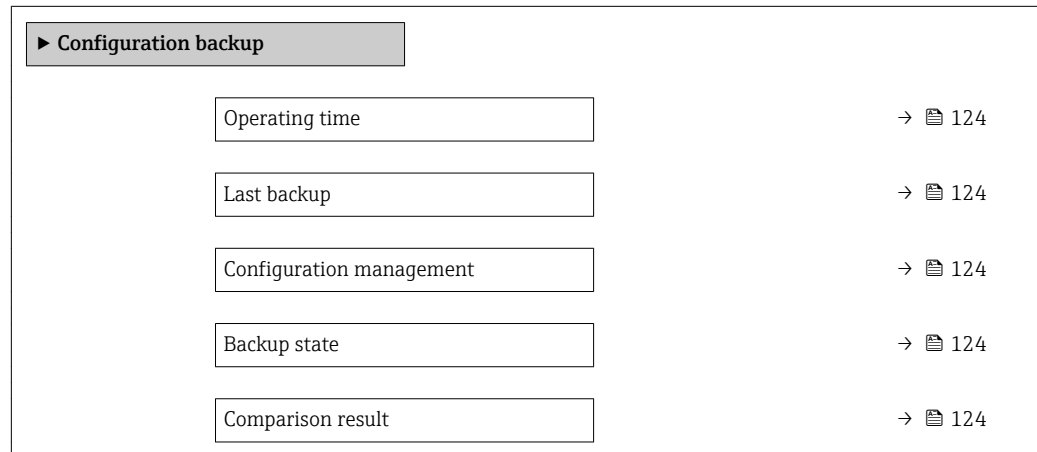 ▶ Configuration backup
Operating time → 🖺 124
Last backup → 🖺 124
Configuration management → 🖺 124
Backup state → 🖺 124
Comparison result → 🖺 124